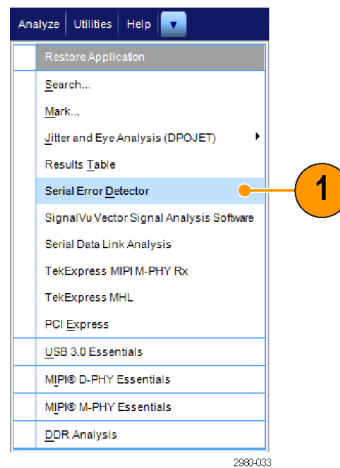 Analyze Utilities Help
Restore Application
Search...
Mark...
Jitter and Eye Analysis (DPOJET)
Results Table
Serial Error Detector
1
SignalVu Vector Signal Analysis Software
Serial Data Link Analysis
TekExpress MIPI M-PHY Rx
TekExpress MHL
PCI Express
USB 3.0 Essentials
MIPI® D-PHY Essentials
MIPI® M-PHY Essentials
DDR Analysis
2980-033